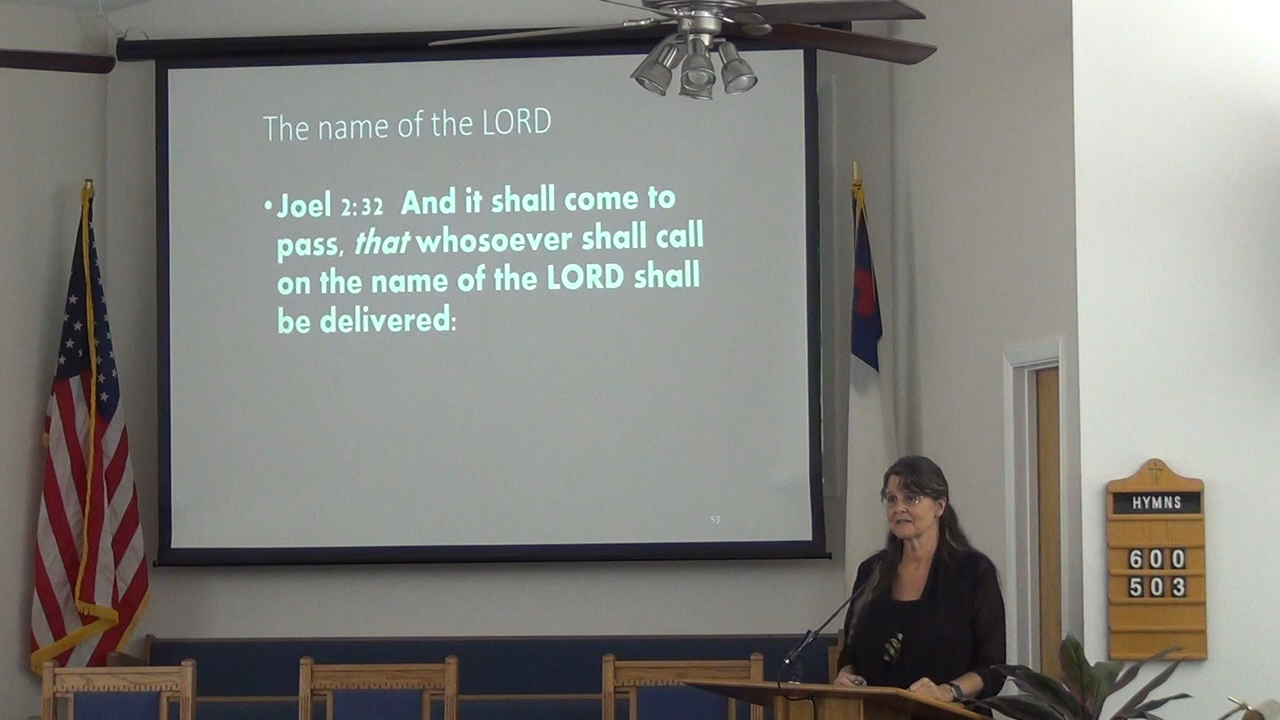 The name of the LORD
• Joel 2:32 And it shall come to
pass, that whosoever shall call
on the name of the LORD shall
be delivered:
53
HYMNS
600
503